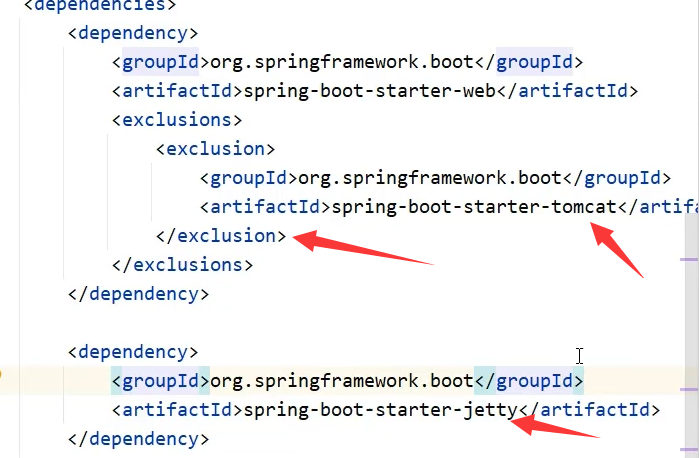 <dependencies>
<dependency>
<groupId>org.springframework.boot</groupId>
<artifactId>spring-boot-starter-web</artifactId>
<exclusions>
<exclusion>
<groupId>org.springframework.boot</groupId>
<artifactId>spring-boot-starter-tomcat</artifa
</exclusion>
</exclusions>
</dependency>
<dependency>
<groupId>org.springframework.boot</groupId>
<artifactId>spring-boot-starter-jetty</artifactId>
</dependency>